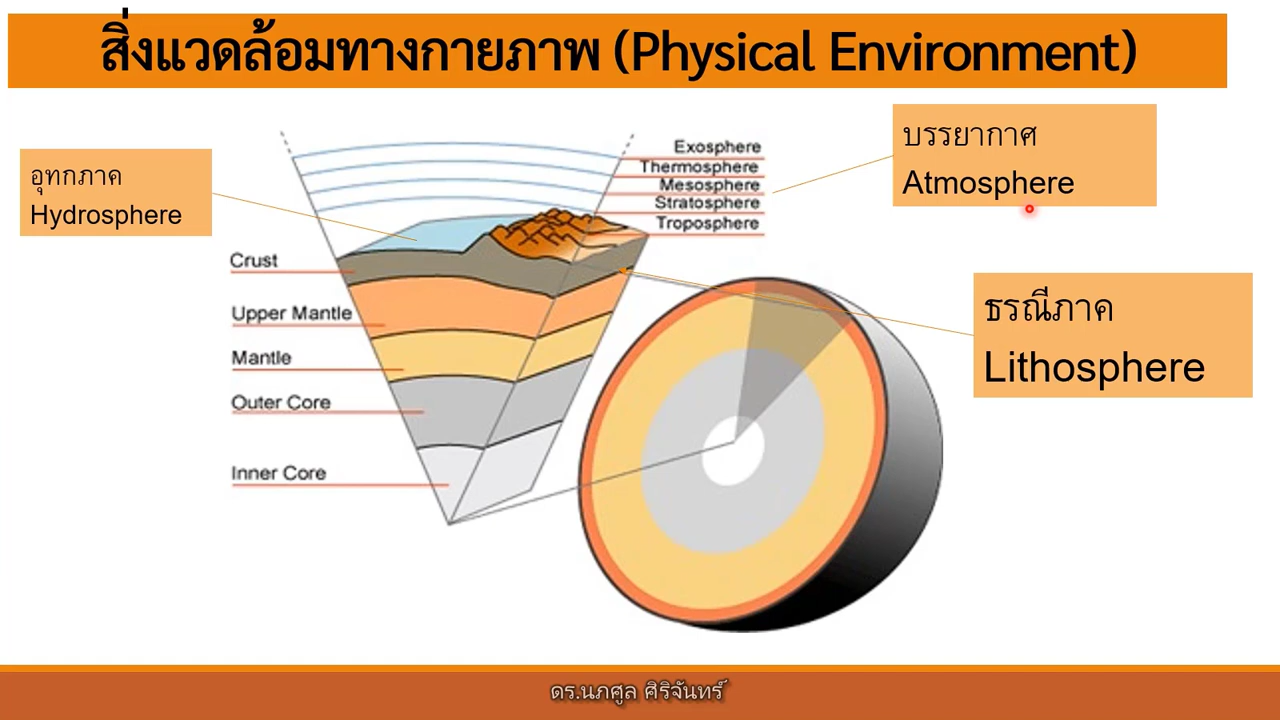 สิ่งแวดล้อมทางกายภาพ (Physical Environment)
อุทกภาค
Hydrosphere
Exosphere
Thermosphere
Mesosphere
Stratosphere
Troposphere
บรรยากาศ
Atmosphere
Crust
Upper Mantle
Mantle
Outer Core
Inner Core
ธรณีภาค
Lithosphere
ดร.นภศูล ศิริจันทร์